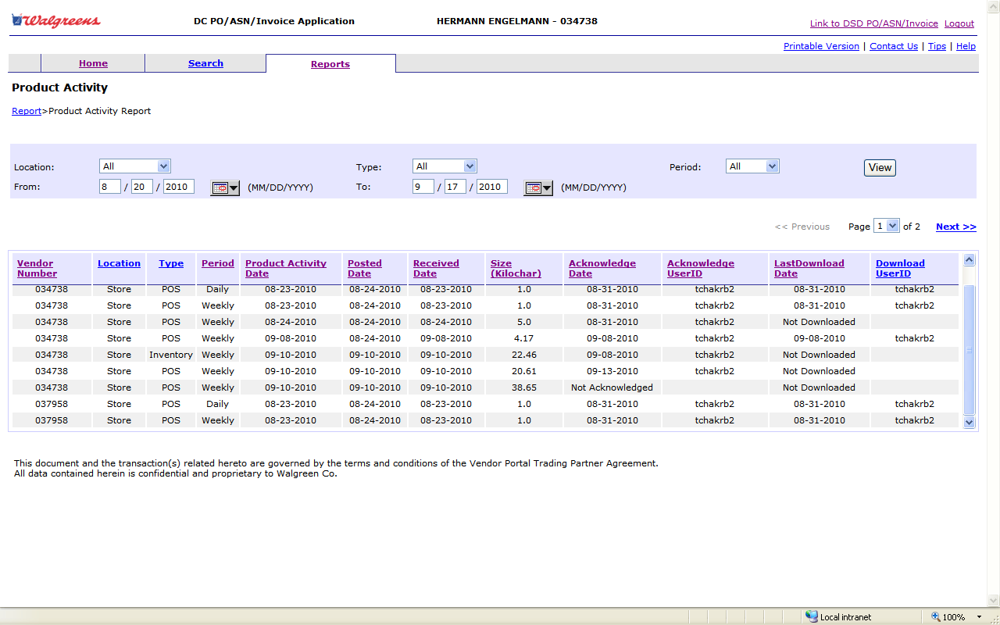 Walgreens DC PO/ASN/Invoice Application HERMANN ENGELMANN - 034738 Link to DSD PO/ASN/Invoice Logout
Printable Version | Contact Us | Tips | Help
Home Search Reports
Product Activity
Report>Product Activity Report
Location: All Type: All Period: All View
From: 8 / 20 / 2010 (MM/DD/YYYY) To: 9 / 17 / 2010 (MM/DD/YYYY)
<< Previous Page 1 of 2 Next >>
Vendor Number Location Type Period Product Activity Date Posted Date Received Date Size (Kilochar) Acknowledge Date Acknowledge UserID LastDownload Date Download UserID
034738 Store POS Daily 08-23-2010 08-24-2010 08-23-2010 1.0 08-31-2010 tchakrb2 08-31-2010 tchakrb2
034738 Store POS Weekly 08-23-2010 08-24-2010 08-23-2010 1.0 08-31-2010 tchakrb2 08-31-2010 tchakrb2
034738 Store POS Weekly 08-24-2010 08-24-2010 08-24-2010 5.0 08-31-2010 tchakrb2 Not Downloaded
034738 Store POS Weekly 09-08-2010 08-24-2010 09-08-2010 4.17 09-08-2010 tchakrb2 09-08-2010 tchakrb2
034738 Store Inventory Weekly 09-10-2010 09-10-2010 09-10-2010 22.46 09-08-2010 tchakrb2 Not Downloaded
034738 Store POS Weekly 09-10-2010 09-10-2010 09-10-2010 20.61 09-13-2010 tchakrb2 Not Downloaded
034738 Store POS Weekly 09-10-2010 09-10-2010 09-10-2010 38.65 Not Acknowledged Not Downloaded
037958 Store POS Daily 08-23-2010 08-24-2010 08-23-2010 1.0 08-31-2010 tchakrb2 08-31-2010 tchakrb2
037958 Store POS Weekly 08-23-2010 08-24-2010 08-23-2010 1.0 08-31-2010 tchakrb2 08-31-2010 tchakrb2
This document and the transaction(s) related hereto are governed by the terms and conditions of the Vendor Portal Trading Partner Agreement.
All data contained herein is confidential and proprietary to Walgreen Co.
Local intranet 100%